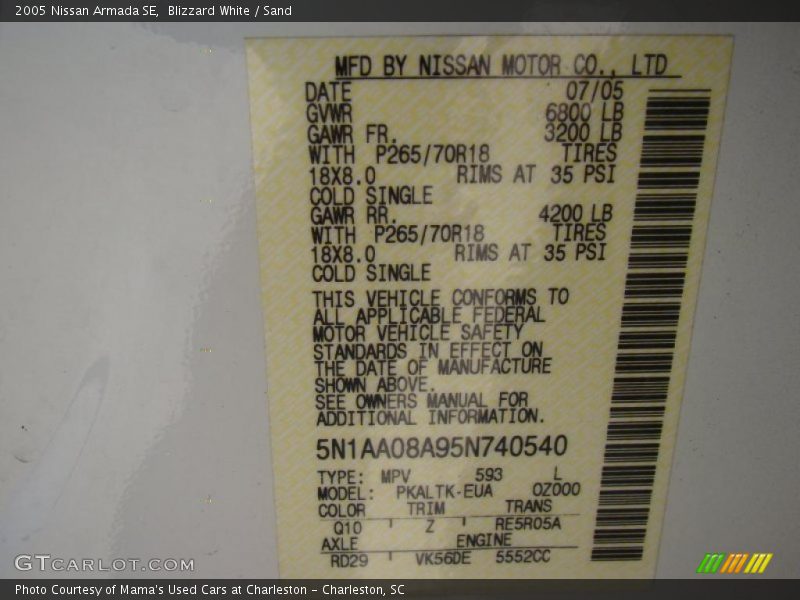 2005 Nissan Armada SE, Blizzard White / Sand
MFD BY NISSAN MOTOR CO., LTD
DATE 07/05
GVWR 6800 LB
GAWR FR. 3200 LB
WITH P265/70R18 TIRES
18X8.0 RIMS AT 35 PSI
COLD SINGLE
GAWR RR. 4200 LB
WITH P265/70R18 TIRES
18X8.0 RIMS AT 35 PSI
COLD SINGLE
THIS VEHICLE CONFORMS TO
ALL APPLICABLE FEDERAL
MOTOR VEHICLE SAFETY
STANDARDS IN EFFECT ON
THE DATE OF MANUFACTURE
SHOWN ABOVE.
SEE OWNERS MANUAL FOR
ADDITIONAL INFORMATION.
5N1AA08A95N740540
TYPE: MPV 593 L
MODEL: PKALTK-EUA 0Z000
COLOR TRIM TRANS
Q10 Z RE5R05A
AXLE ENGINE
RD29 VK56DE 5552CC
GTCARLOT.COM
Photo Courtesy of Mama's Used Cars at Charleston - Charleston, SC